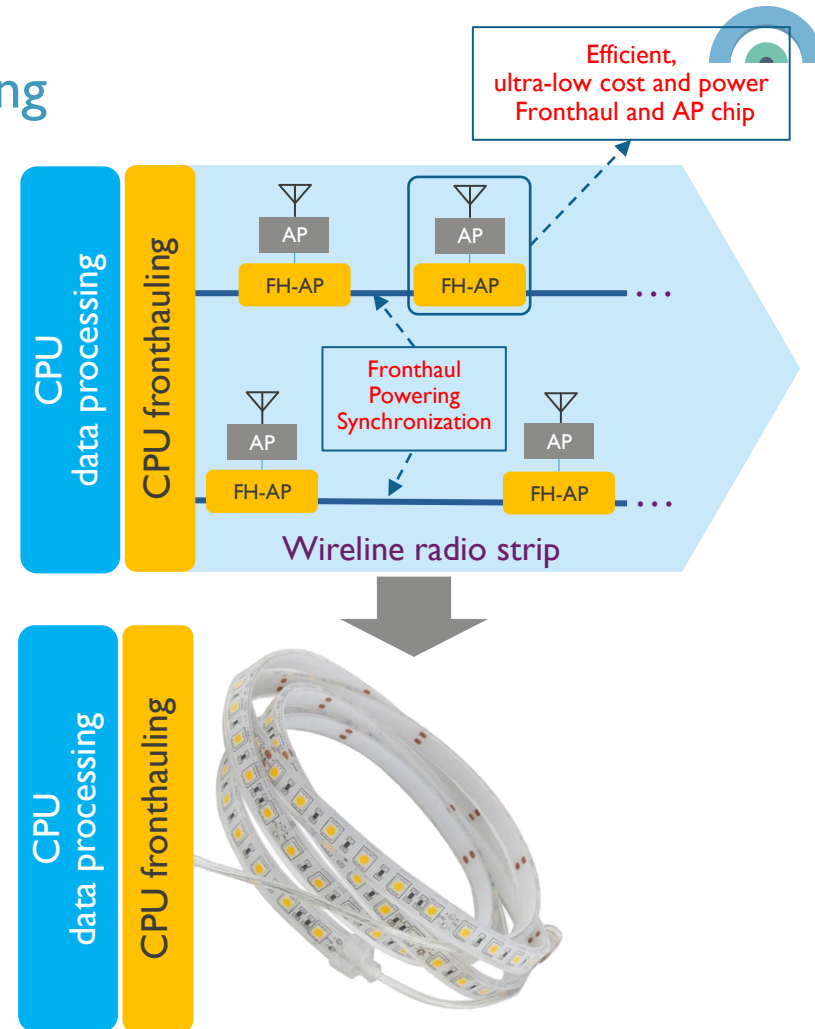 ng
Efficient,
ultra-low cost and power
Fronthaul and AP chip
CPU
data processing
CPU fronthauling
AP
AP
FH-AP
FH-AP
...
Fronthaul
Powering
Synchronization
AP
AP
FH-AP
FH-AP
...
Wireline radio strip
CPU
data processing
CPU fronthauling